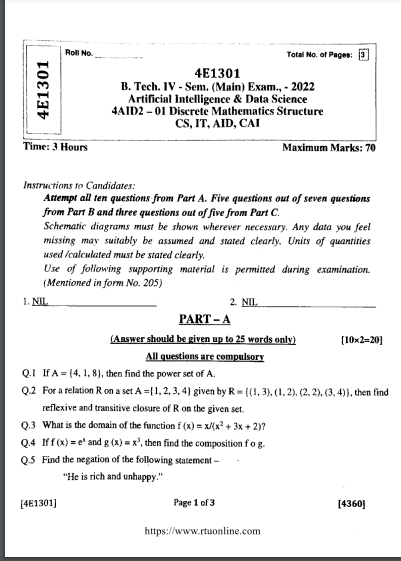 Roll No. ___________
Total No. of Pages: 3
4E1301
4E1301
B. Tech. IV - Sem. (Main) Exam., - 2022
Artificial Intelligence & Data Science
4AID2 – 01 Discrete Mathematics Structure
CS, IT, AID, CAI
Time: 3 Hours
Maximum Marks: 70
Instructions to Candidates:
Attempt all ten questions from Part A. Five questions out of seven questions
from Part B and three questions out of five from Part C.
Schematic diagrams must be shown wherever necessary. Any data you feel
missing may suitably be assumed and stated clearly. Units of quantities
used /calculated must be stated clearly.
Use of following supporting material is permitted during examination.
(Mentioned in form No. 205)
1. NIL
2. NIL
PART – A
(Answer should be given up to 25 words only)
[10×2=20]
All questions are compulsory
Q.1 If A = {4, 1, 8}, then find the power set of A.
Q.2 For a relation R on a set A ={1, 2, 3, 4} given by R = {(1, 3), (1, 2), (2, 2), (3, 4)}, then find
reflexive and transitive closure of R on the given set.
Q.3 What is the domain of the function f (x) = x/(x² + 3x + 2)?
Q.4 If f (x) = eˣ and g (x) = x³, then find the composition f o g.
Q.5 Find the negation of the following statement –
“He is rich and unhappy.”
[4E1301]
Page 1 of 3
[4360]
https://www.rtuonline.com